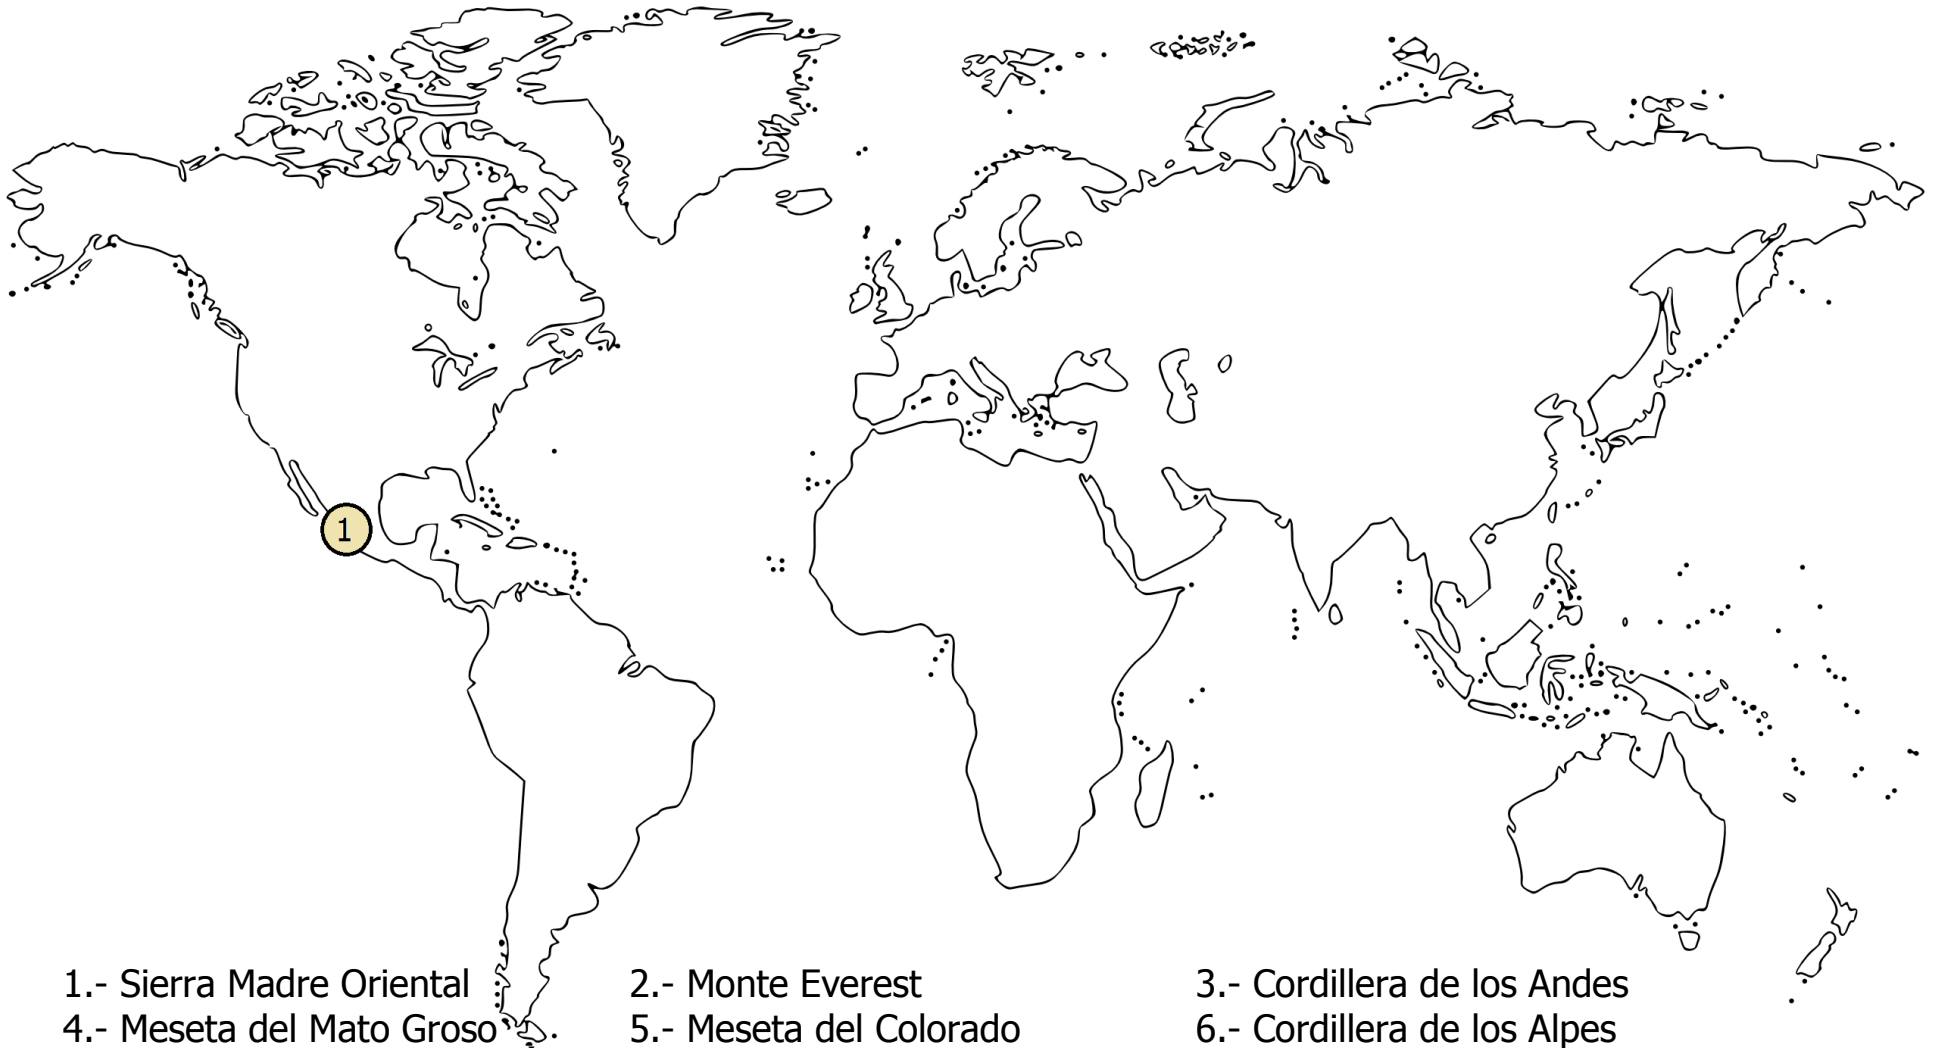 1
1.- Sierra Madre Oriental 2.- Monte Everest 3.- Cordillera de los Andes
4.- Meseta del Mato Groso 5.- Meseta del Colorado 6.- Cordillera de los Alpes